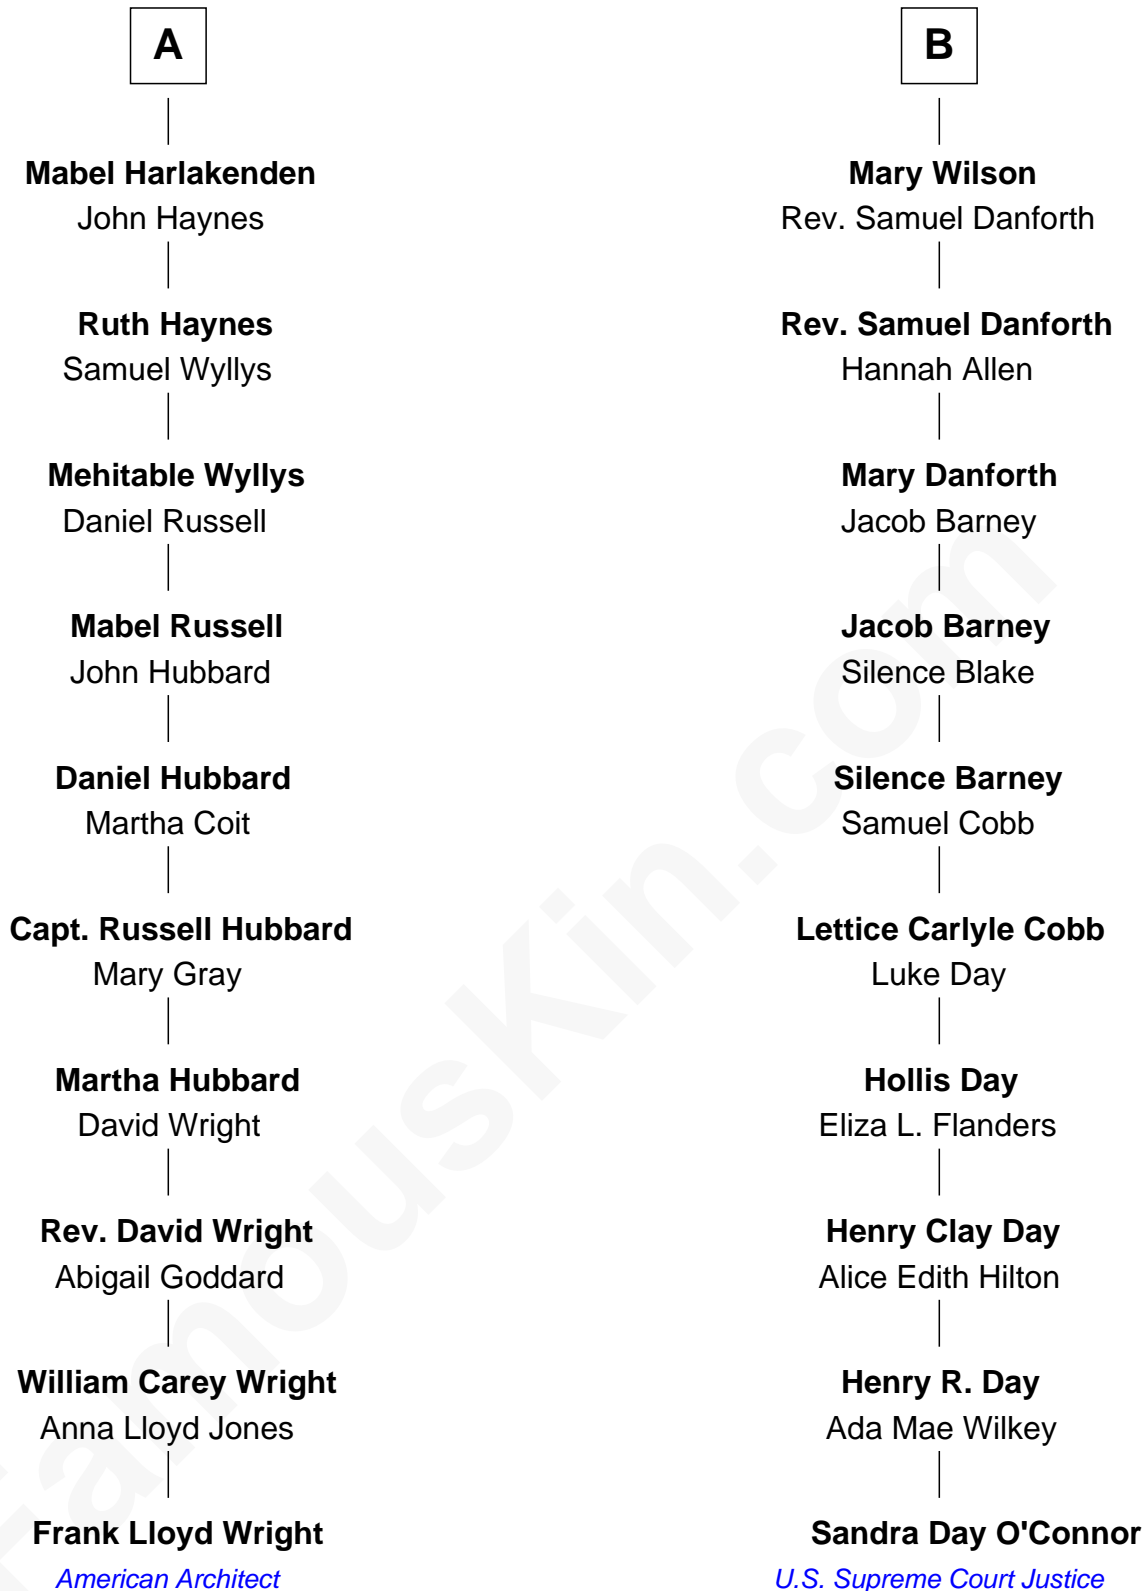 A
Mabel Harlakenden
John Haynes
Ruth Haynes
Samuel Wyllys
Mehitable Wyllys
Daniel Russell
Mabel Russell
John Hubbard
Daniel Hubbard
Martha Coit
Capt. Russell Hubbard
Mary Gray
Martha Hubbard
David Wright
Rev. David Wright
Abigail Goddard
William Carey Wright
Anna Lloyd Jones
Frank Lloyd Wright
American Architect
B
Mary Wilson
Rev. Samuel Danforth
Rev. Samuel Danforth
Hannah Allen
Mary Danforth
Jacob Barney
Jacob Barney
Silence Blake
Silence Barney
Samuel Cobb
Lettice Carlyle Cobb
Luke Day
Hollis Day
Eliza L. Flanders
Henry Clay Day
Alice Edith Hilton
Henry R. Day
Ada Mae Wilkey
Sandra Day O'Connor
U.S. Supreme Court Justice
FamousKin.com